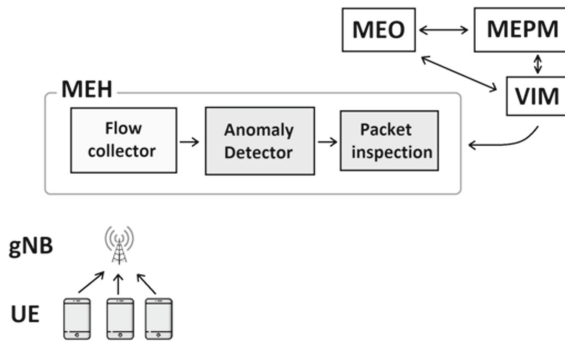 MEO
MEPM
VIM
MEH
Flow
collector
Anomaly
Detector
Packet
inspection
gNB
UE